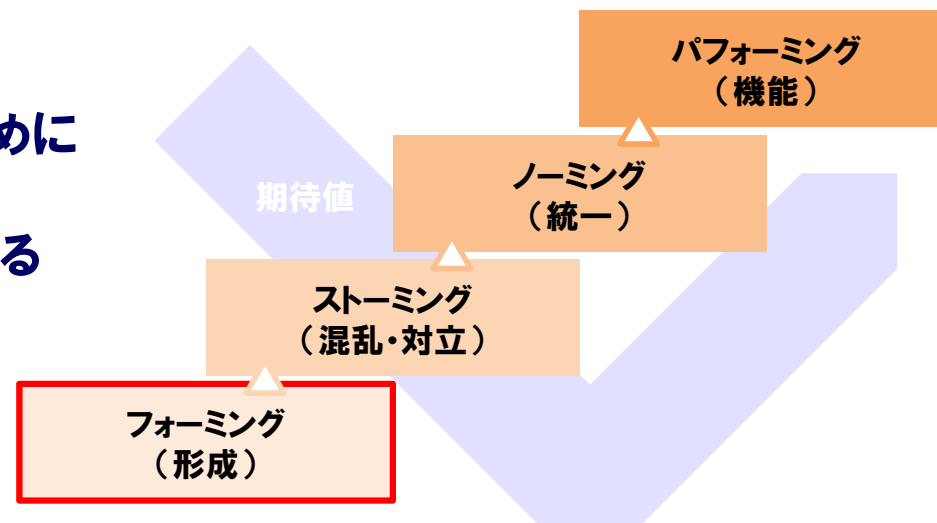 めに
る
期待値
パフォーミング
（機能）
ノーミング
（統一）
ストーミング
（混乱・対立）
フォーミング
（形成）